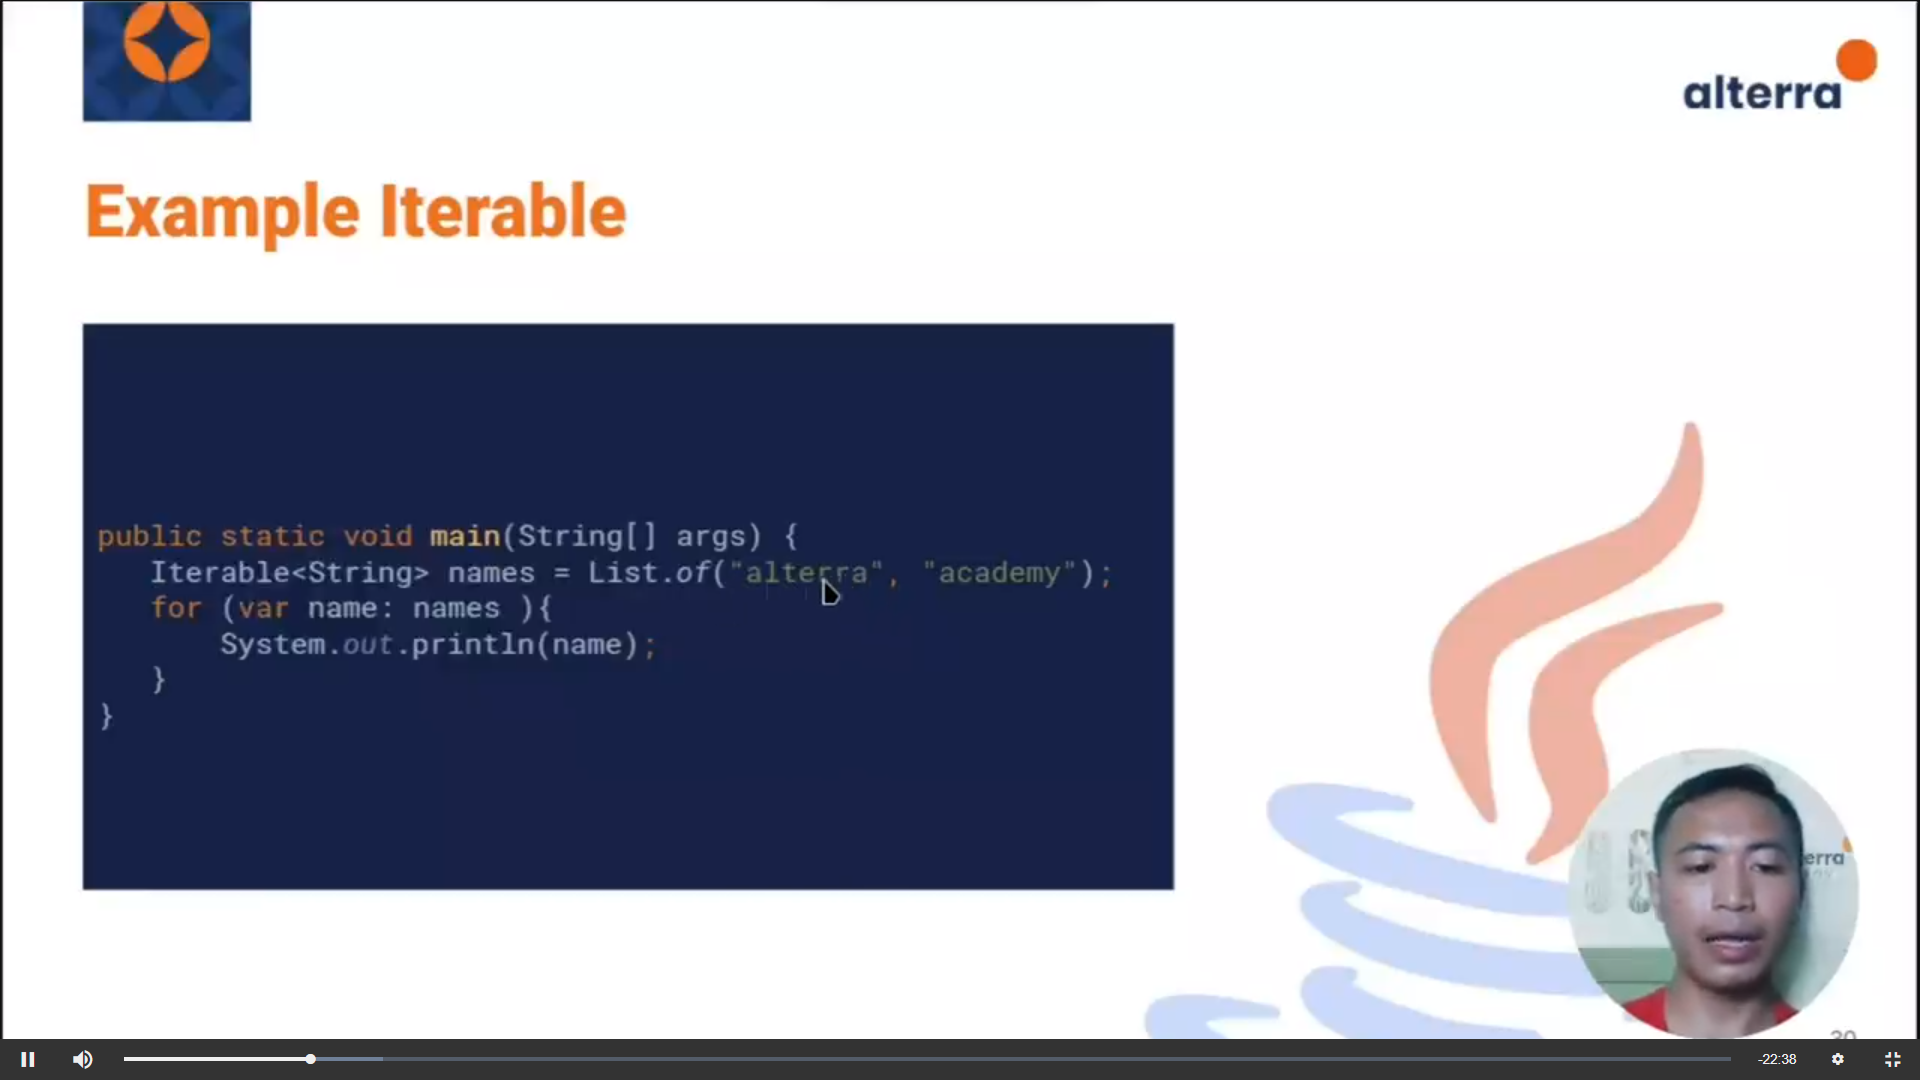 alterra
Example Iterable
public static void main(String[] args) {
Iterable<String> names = List.of("alterra", "academy");
for (var name: names ){
System.out.println(name);
}
}
erra
-22:38